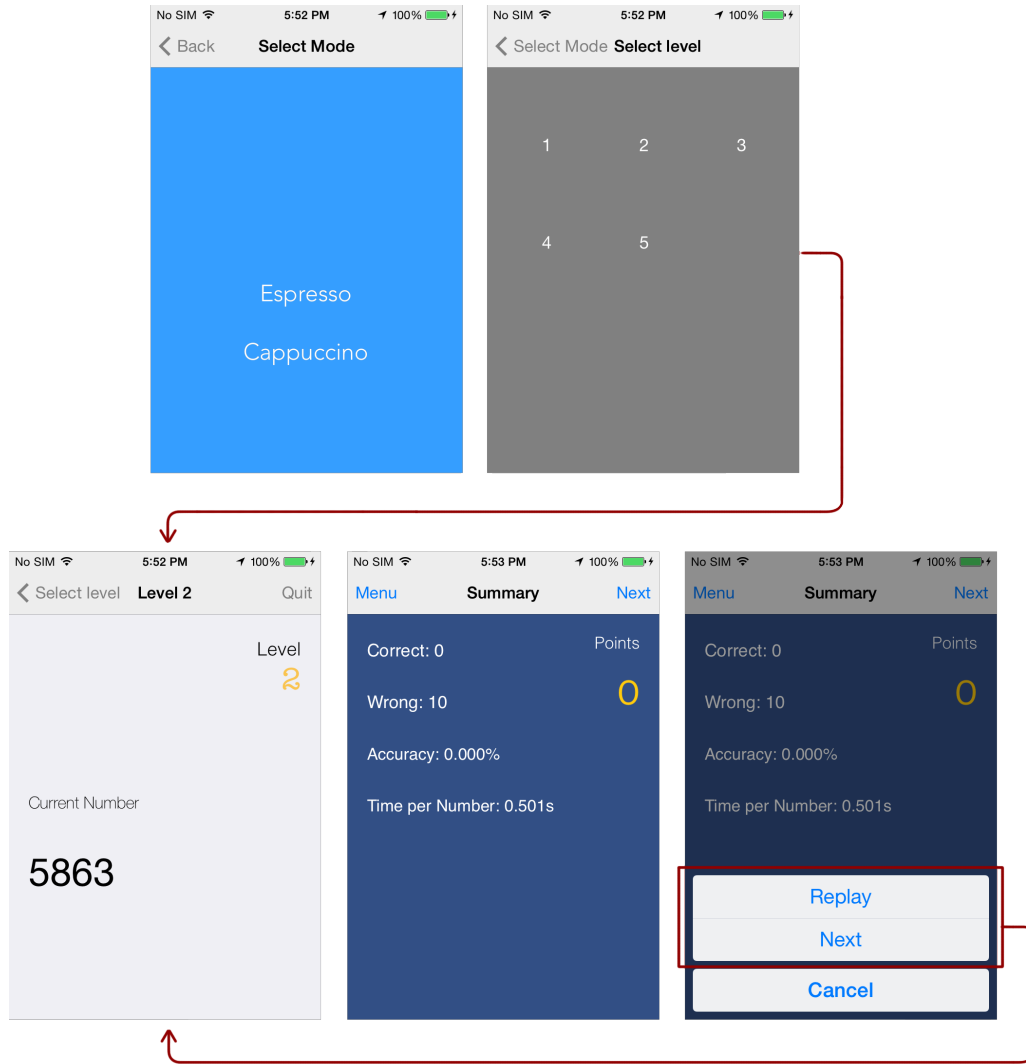 No SIM 5:52 PM 100%
Back Select Mode
Espresso
Cappuccino
No SIM 5:52 PM 100%
Select Mode Select level
1 2 3
4 5
No SIM 5:52 PM 100%
Select level Level 2 Quit
Level
2
Current Number
5863
No SIM 5:53 PM 100%
Menu Summary Next
Correct: 0 Points
Wrong: 10 0
Accuracy: 0.000%
Time per Number: 0.501s
No SIM 5:53 PM 100%
Menu Summary Next
Correct: 0 Points
Wrong: 10 0
Accuracy: 0.000%
Time per Number: 0.501s
Replay
Next
Cancel